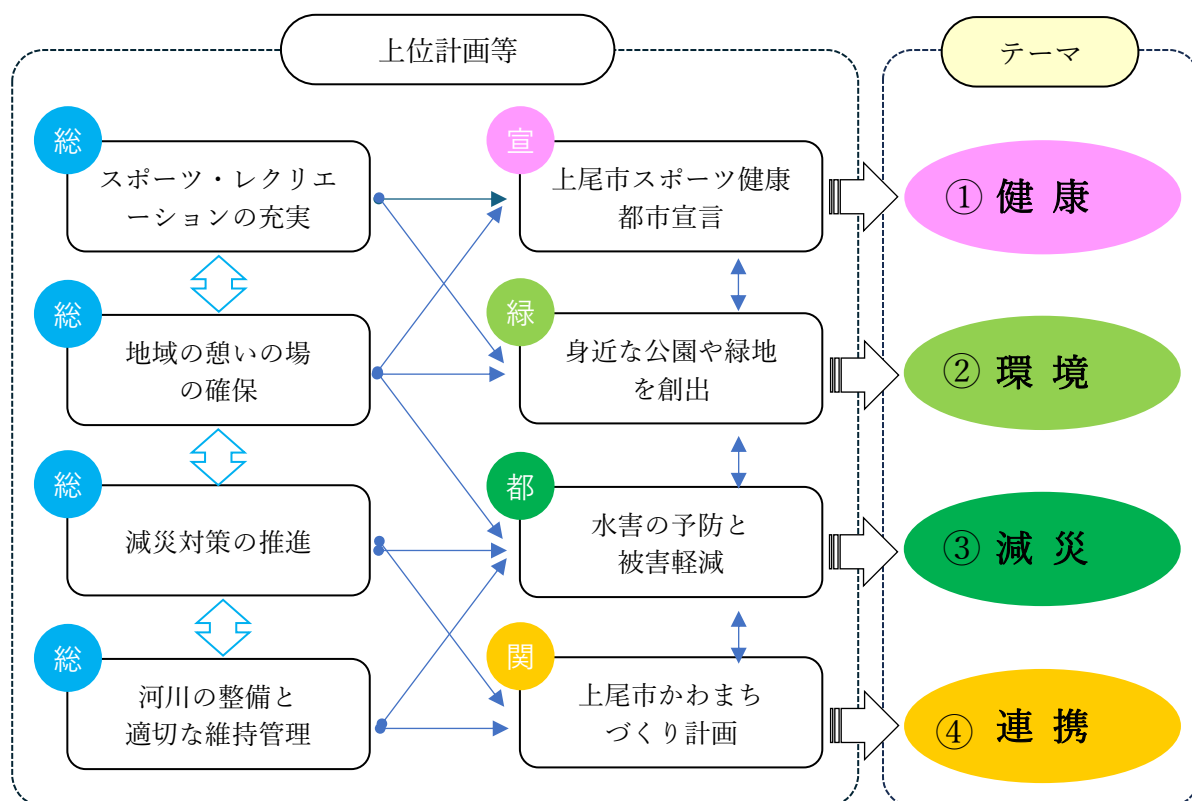 上位計画等
テーマ
総
スポーツ・レクリエ
ーションの充実
宣
上尾市スポーツ健康
都市宣言
① 健 康
総
地域の憩いの場
の確保
緑
身近な公園や緑地
を創出
② 環 境
総
減災対策の推進
都
水害の予防と
被害軽減
③ 減 災
総
河川の整備と
適切な維持管理
関
上尾市かわまち
づくり計画
④ 連 携